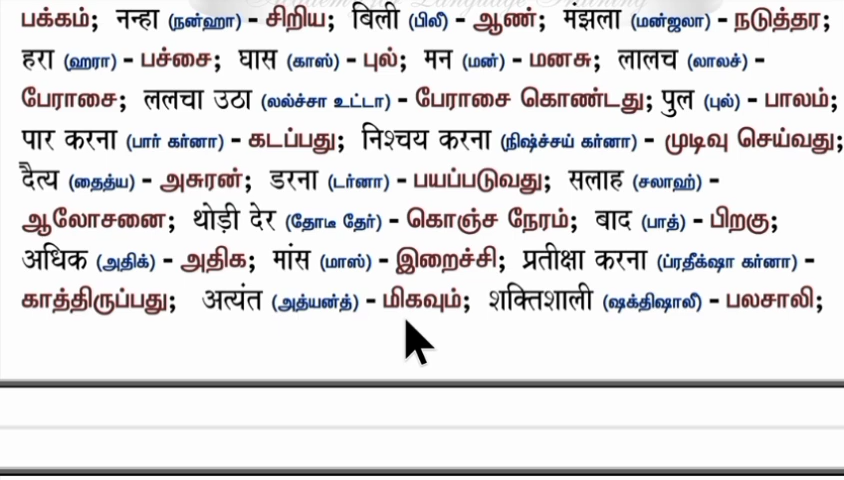 பக்கம்; नन्हा (நன்ஹா) - சிறிய; बिली (பிலீ) - ஆண்; मंझला (மன்ஜலா) - நடுத்தர;
हरा (ஹரா) - பச்சை; घास (காஸ்) - புல்; मन (மன்) - மனசு; लालच (லாலச்) -
பேராசை; ललचा उठा (லல்ச்சா உட்டா) - பேராசை கொண்டது; पुल (புல்) - பாலம்;
पार करना (பார் கர்னா) - கடப்பது; निश्चय करना (நிஷ்ச்சய் கர்னா) - முடிவு செய்வது;
दैत्य (தைத்ய) - அசுரன்; डरना (டர்னா) - பயப்படுவது; सलाह (சலாஹ்) -
ஆலோசனை; थोड़ी देर (தோடீ தேர்) - கொஞ்ச நேரம்; बाद (பாத்) - பிறகு;
अधिक (அதிக்) - அதிக; मांस (மாஸ்) - இறைச்சி; प्रतीक्षा करना (ப்ரதீக்ஷா கர்னா) -
காத்திருப்பது; अत्यंत (அத்யன்த்) - மிகவும்; शक्तिशाली (ஷக்திஷாலீ) - பலசாலி;